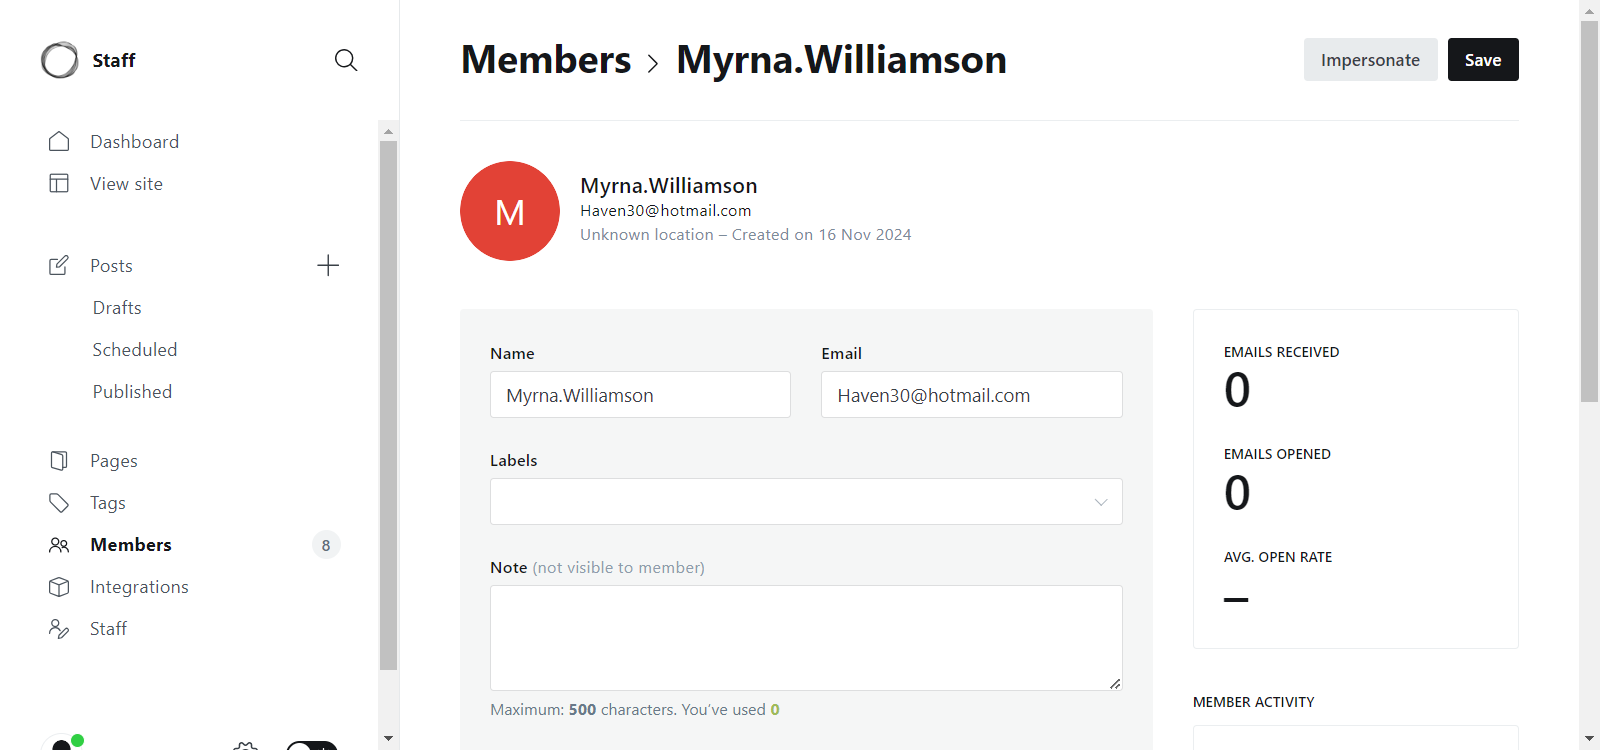 Staff
Dashboard
View site
Posts
Drafts
Scheduled
Published
Pages
Tags
Members
8
Integrations
Staff
Members
Myrna.Williamson
Impersonate
Save
M
Myrna.Williamson
Haven30@hotmail.com
Unknown location – Created on 16 Nov 2024
Name
Myrna.Williamson
Email
Haven30@hotmail.com
Labels
Note (not visible to member)
Maximum: 500 characters. You’ve used 0
EMAILS RECEIVED
0
EMAILS OPENED
0
AVG. OPEN RATE
–
MEMBER ACTIVITY